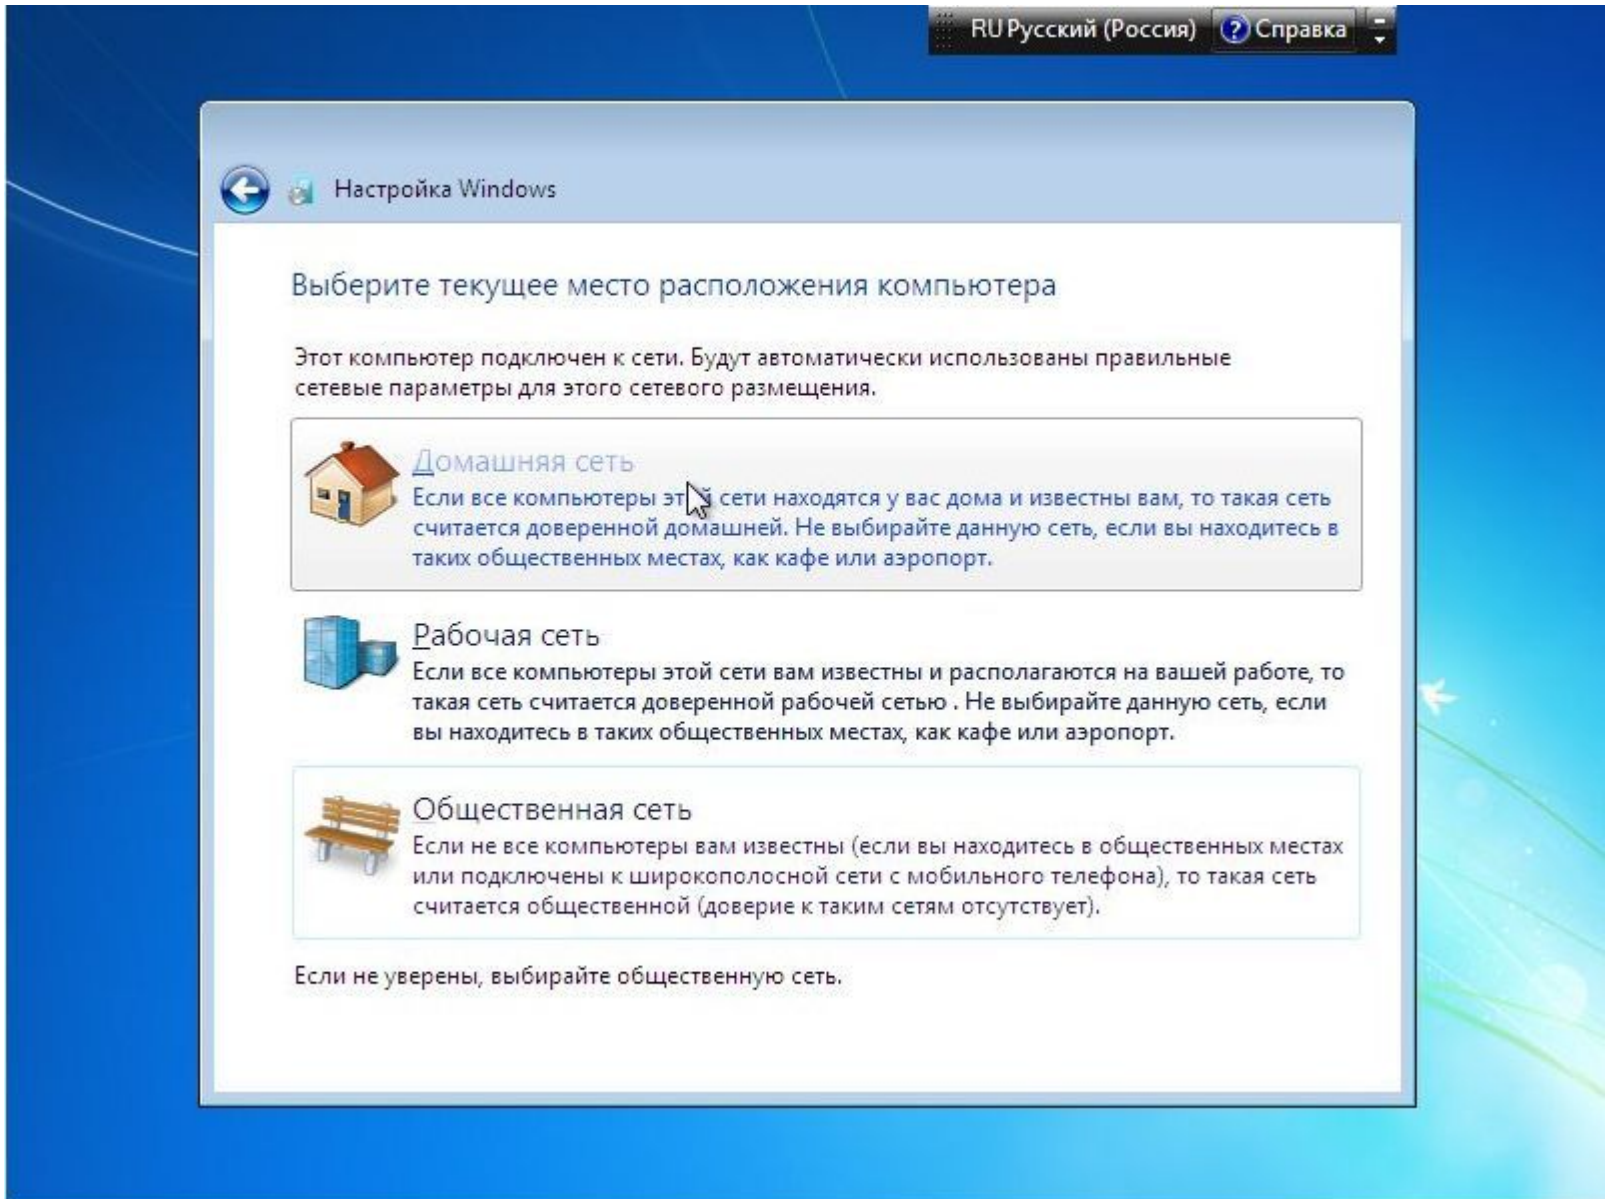 RU Русский (Россия) Справка
Настройка Windows
Выберите текущее место расположения компьютера
Этот компьютер подключен к сети. Будут автоматически использованы правильные
сетевые параметры для этого сетевого размещения.
Домашняя сеть
Если все компьютеры этой сети находятся у вас дома и известны вам, то такая сеть
считается доверенной домашней. Не выбирайте данную сеть, если вы находитесь в
таких общественных местах, как кафе или аэропорт.
Рабочая сеть
Если все компьютеры этой сети вам известны и располагаются на вашей работе, то
такая сеть считается доверенной рабочей сетью . Не выбирайте данную сеть, если
вы находитесь в таких общественных местах, как кафе или аэропорт.
Общественная сеть
Если не все компьютеры вам известны (если вы находитесь в общественных местах
или подключены к широкополосной сети с мобильного телефона), то такая сеть
считается общественной (доверие к таким сетям отсутствует).
Если не уверены, выбирайте общественную сеть.